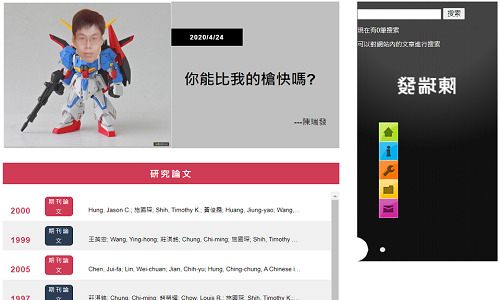 2020/4/24
你能比我的槍快嗎?
---陳瑞發
研究論文
2000 期刊論文 Hung, Jason C.; 施國琛; Shih, Timothy K.; 黃俊堯, Huang, Jiung-yao; Wang,...
1999 期刊論文 王英宏; Wang, Ying-hong; 莊淇銘; Chung, Chi-ming; 施國琛; Shih, Timothy ...
2005 期刊論文 Chen, Jui-fa; Lin, Wei-chuan; Jian, Chih-yu; Hung, Ching-chung, A Chinese i...
1997 期刊論 莊淇銘; Chung, Chi-ming; Chow, Louis R.; 施國琛; Shih, Timothy K....
搜索
現在有0筆搜索
可以對網站內的文章進行搜索
陳瑞發